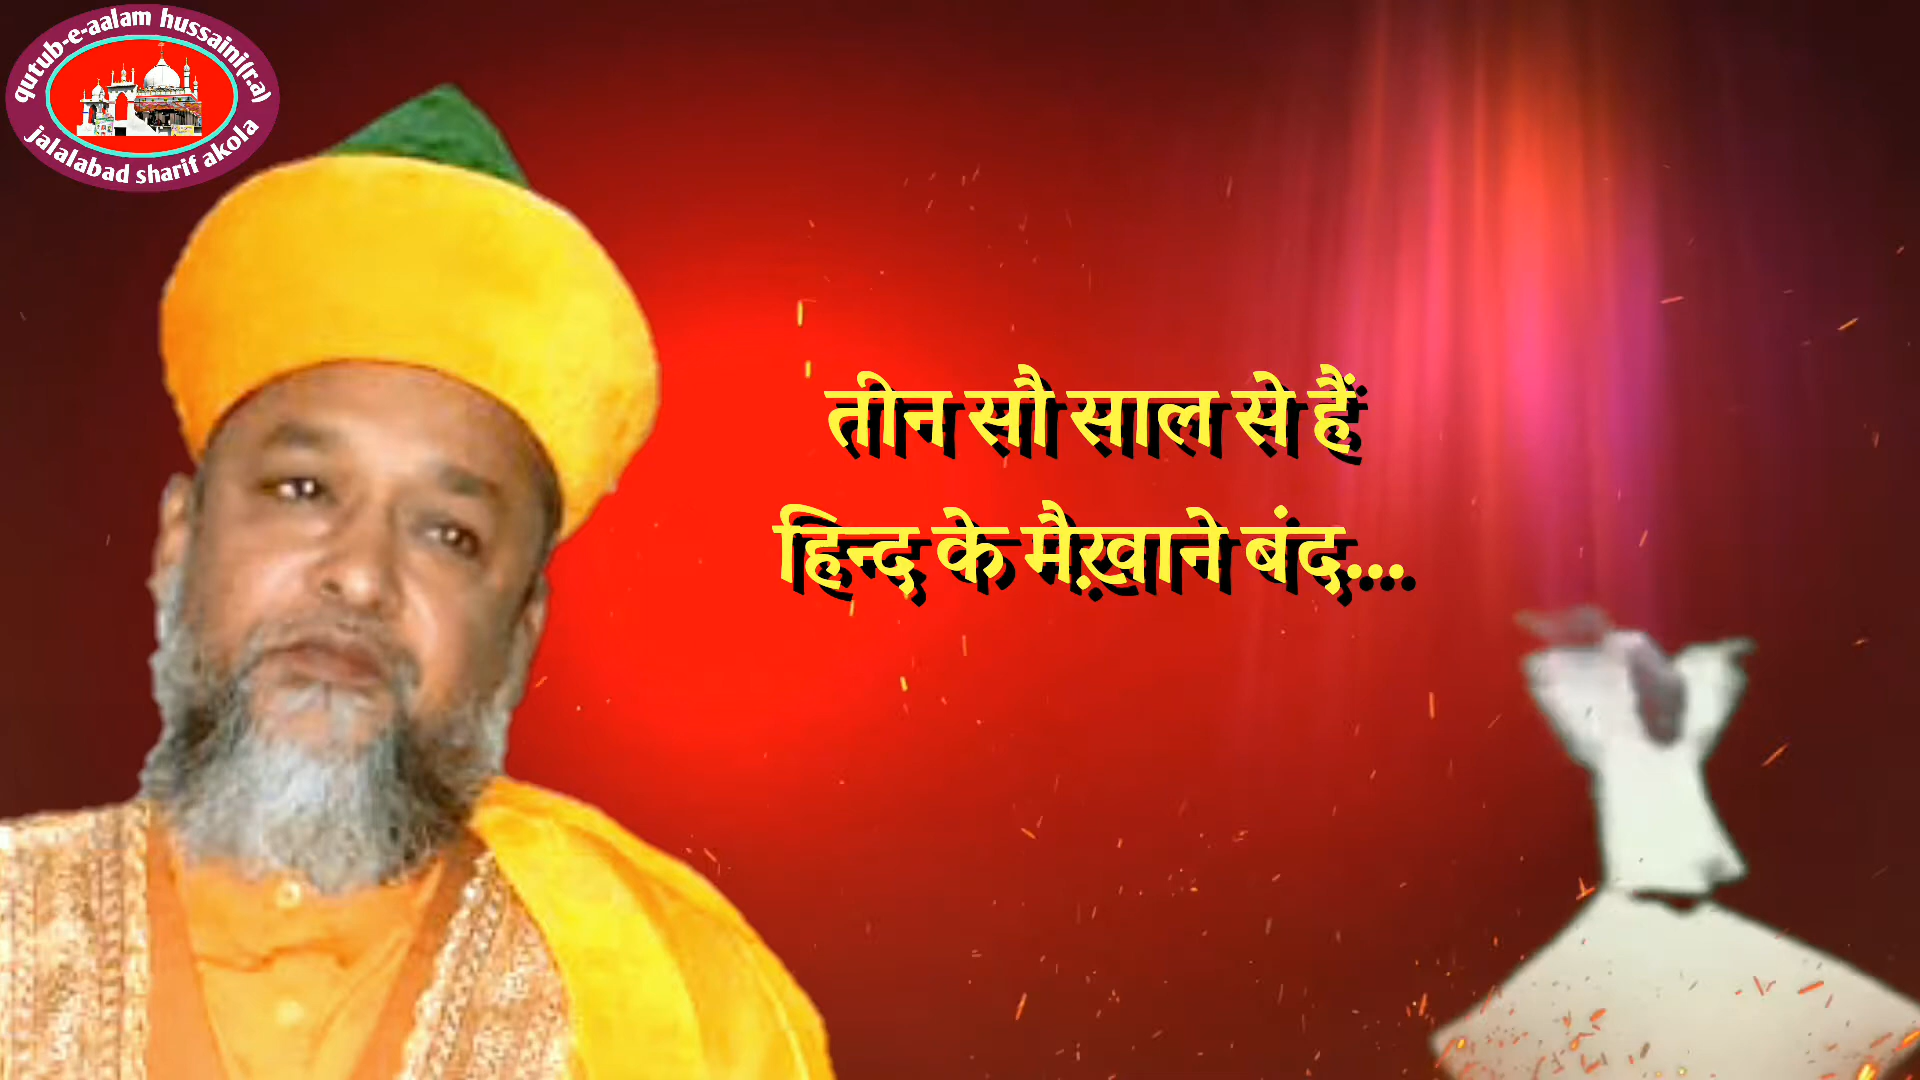 qutub-e-aalam hussaini(r.a)
jalalabad sharif akola
तीन सौ साल से हैं
हिन्द के मैख़ाने बंद...